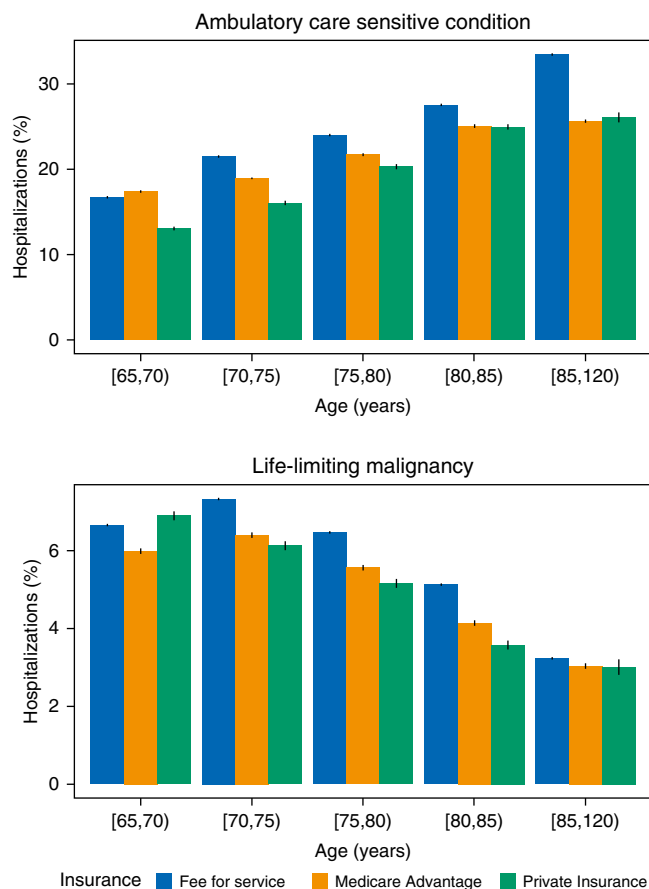 Ambulatory care sensitive condition
Hospitalizations (%)
30
20
10
0
[65,70) [70,75) [75,80) [80,85) [85,120)
Age (years)
Life-limiting malignancy
Hospitalizations (%)
6
4
2
0
[65,70) [70,75) [75,80) [80,85) [85,120)
Age (years)
Insurance Fee for service Medicare Advantage Private Insurance